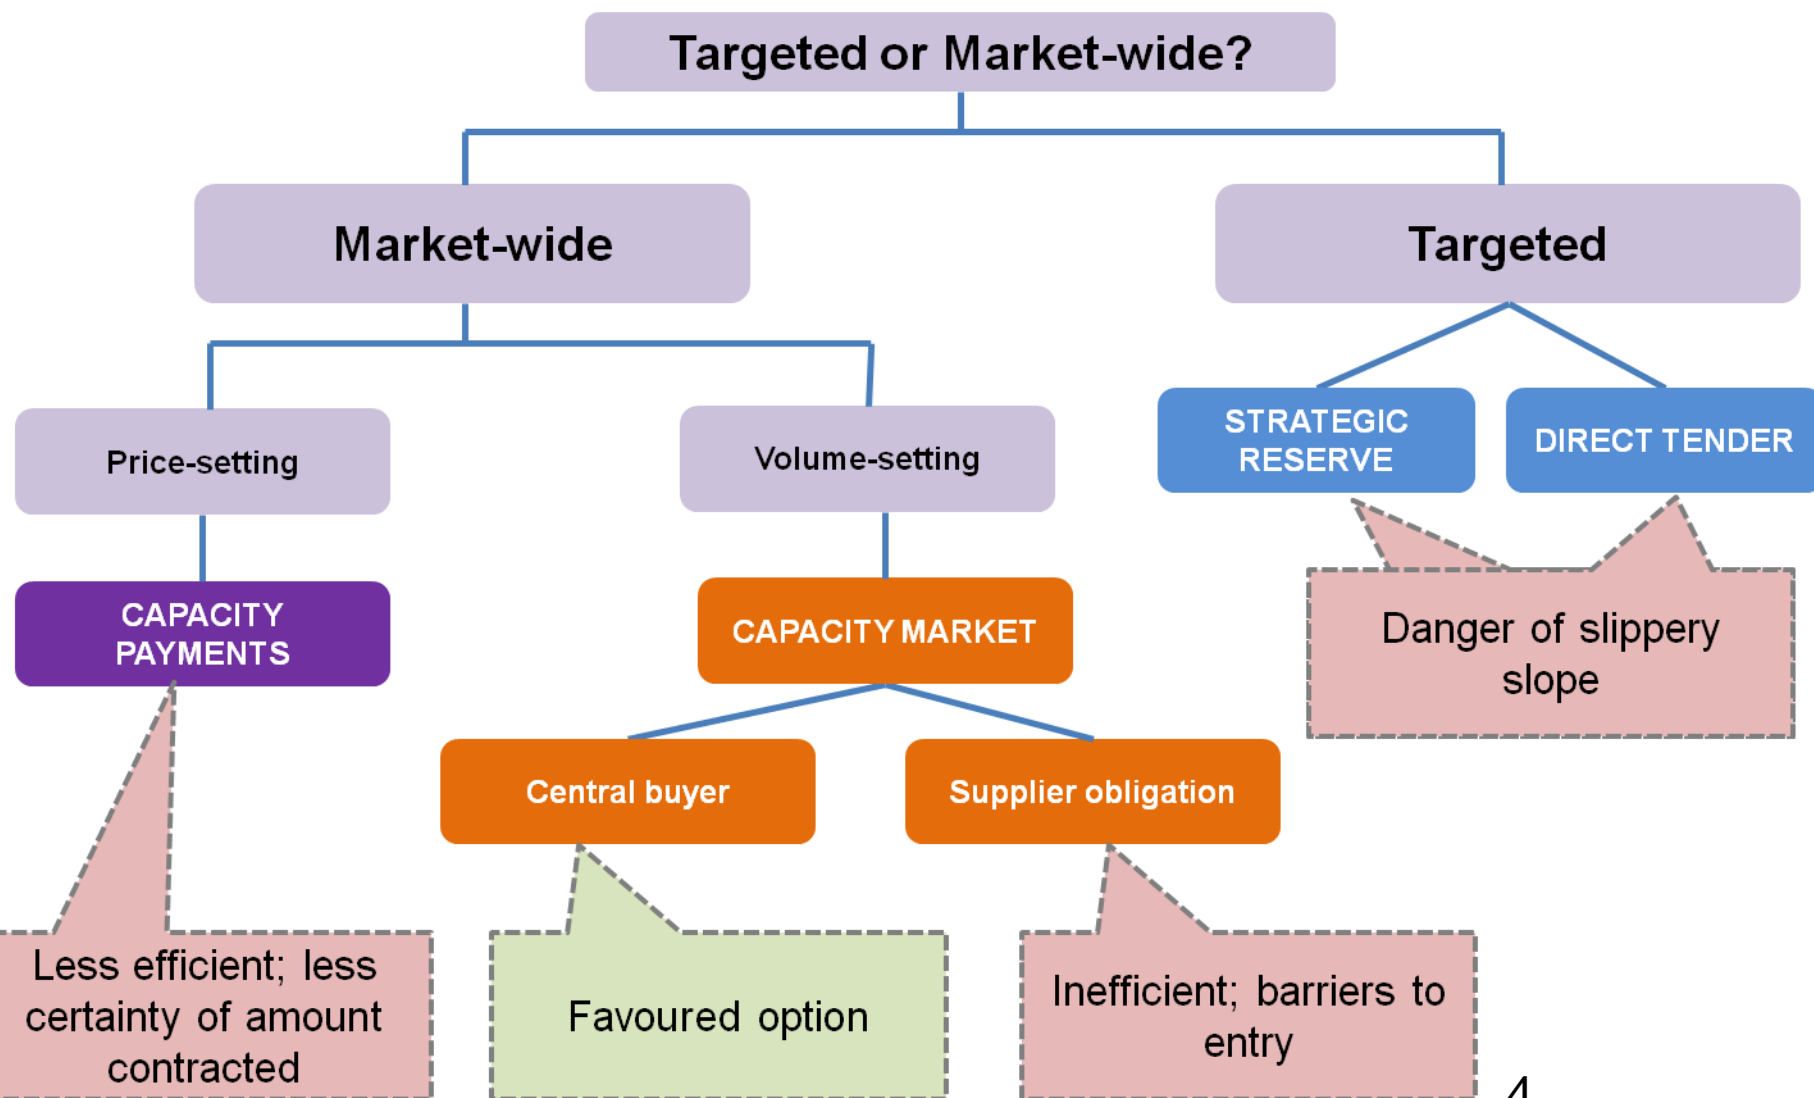 Targeted or Market-wide?
Market-wide
Targeted
Price-setting
Volume-setting
STRATEGIC
RESERVE
DIRECT TENDER
CAPACITY
PAYMENTS
CAPACITY MARKET
Danger of slippery
slope
Central buyer
Supplier obligation
Less efficient; less
certainty of amount
contracted
Favoured option
Inefficient; barriers to
entry
4